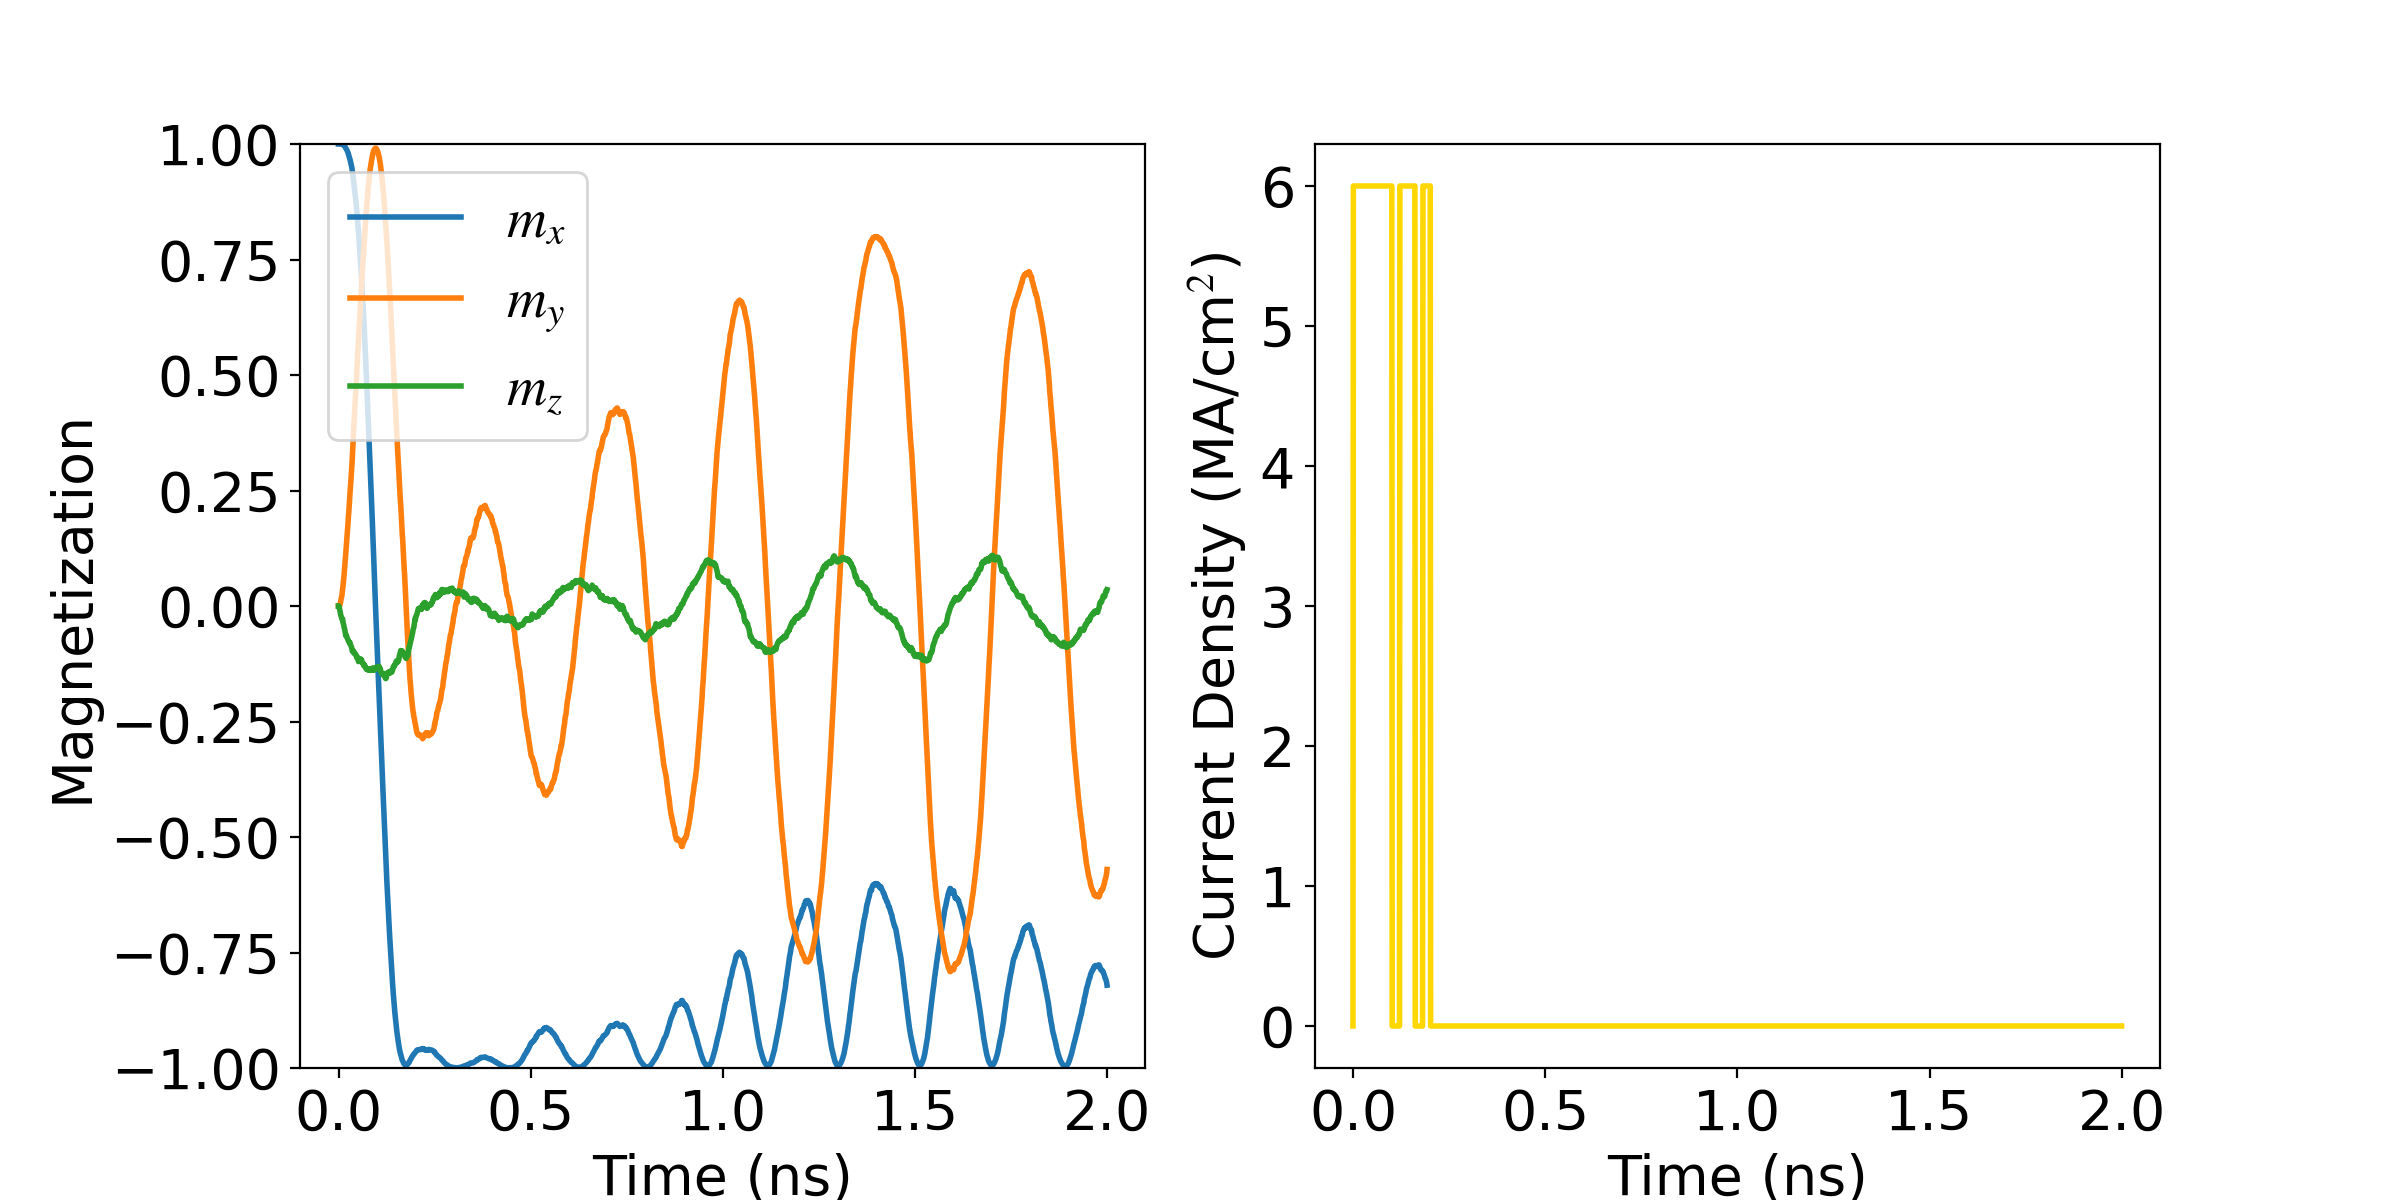 Magnetization
1.00
0.75
0.50
0.25
0.00
−0.25
−0.50
−0.75
−1.00
m_x
m_y
m_z
0.0 0.5 1.0 1.5 2.0
Time (ns)
Current Density (MA/cm²)
6
5
4
3
2
1
0
0.0 0.5 1.0 1.5 2.0
Time (ns)